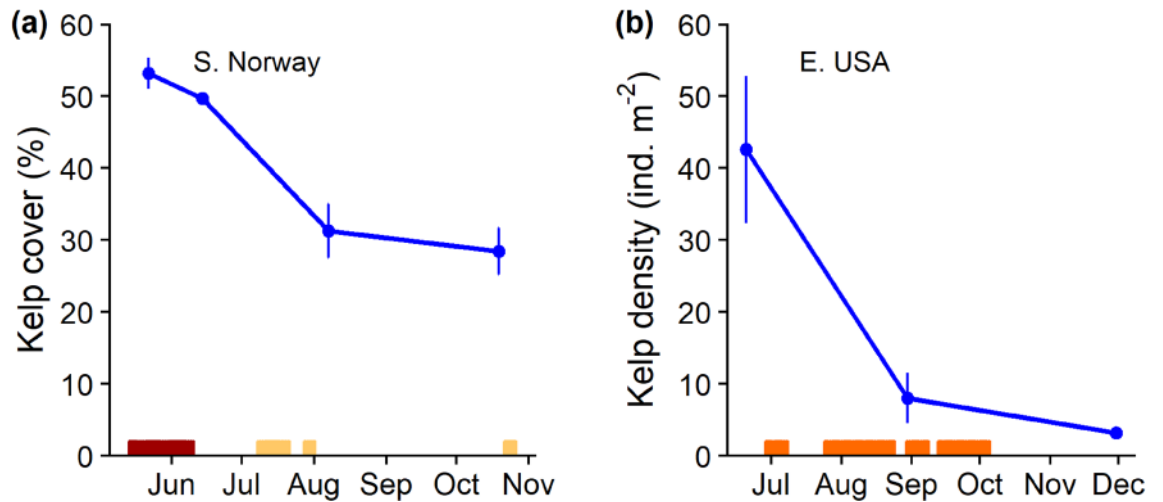 (a)
S. Norway
Kelp cover (%)
60
50
40
30
20
10
0
Jun Jul Aug Sep Oct Nov
(b)
E. USA
Kelp density (ind. m⁻²)
60
50
40
30
20
10
0
Jul Aug Sep Oct Nov Dec